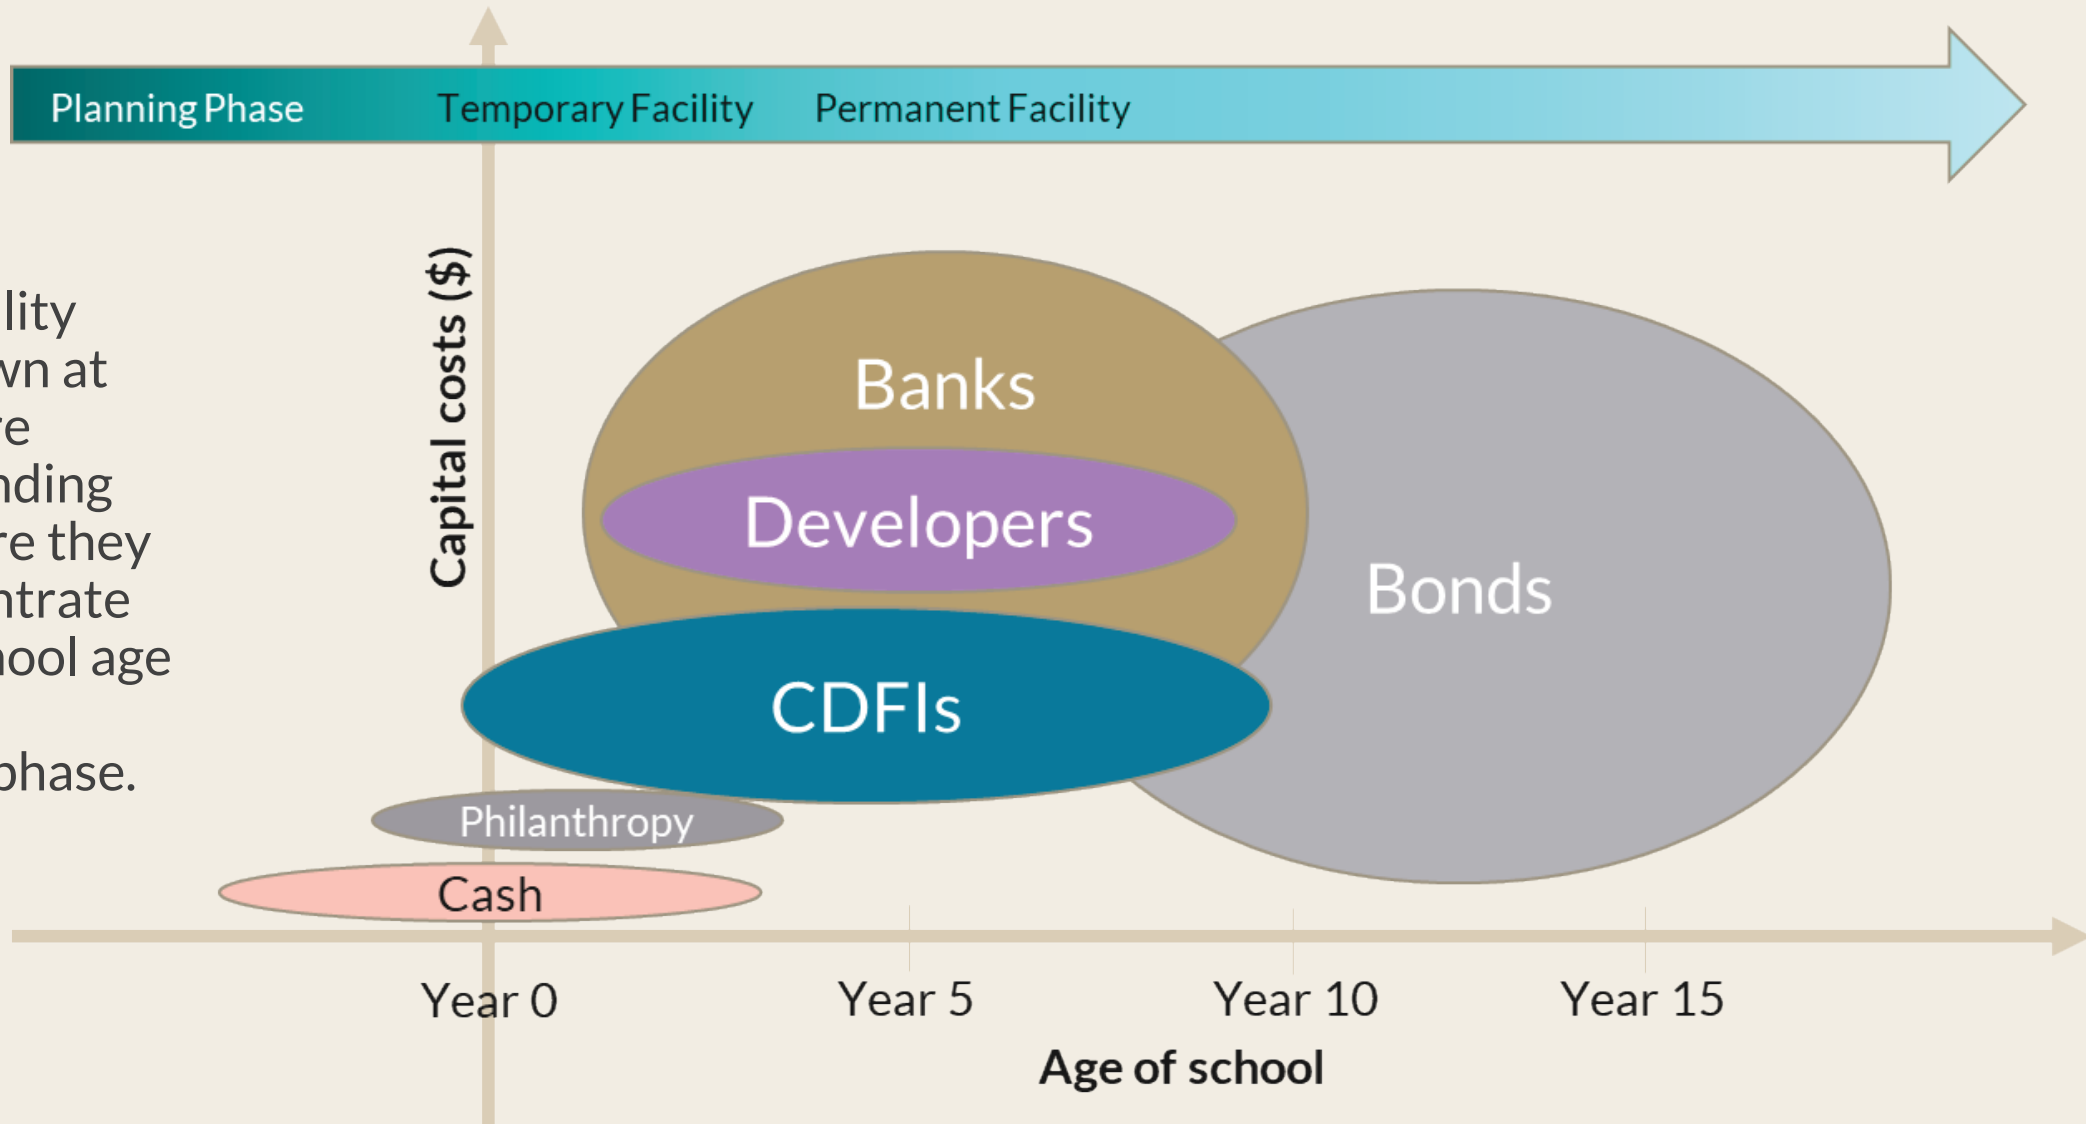 Planning Phase Temporary Facility Permanent Facility
lity
wn at
re
nding
re they
ntrate
hool age
phase.
Capital costs ($)
Banks
Developers
Bonds
CDFIs
Philanthropy
Cash
Year 0 Year 5 Year 10 Year 15
Age of school